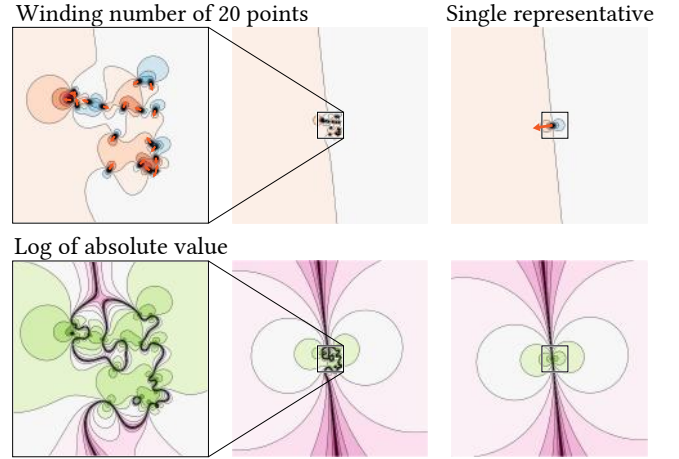 Winding number of 20 points
Single representative
Log of absolute value